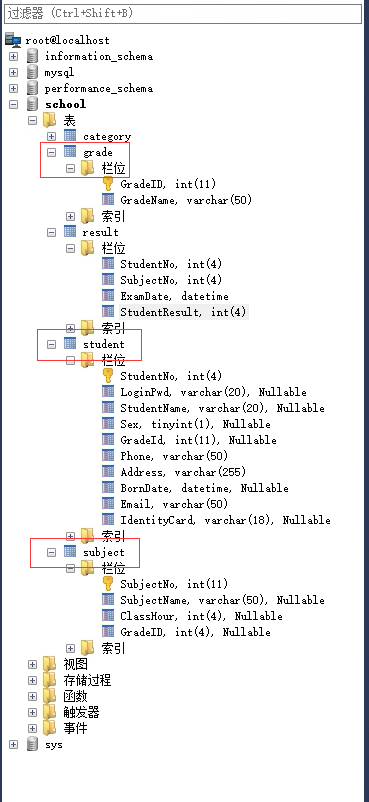 过滤器 (Ctrl+Shift+B)
root@localhost
information_schema
mysql
performance_schema
school
表
category
grade
栏位
GradeID, int(11)
GradeName, varchar(50)
索引
result
栏位
StudentNo, int(4)
SubjectNo, int(4)
ExamDate, datetime
StudentResult, int(4)
索引
student
栏位
StudentNo, int(4)
LoginPwd, varchar(20), Nullable
StudentName, varchar(20), Nullable
Sex, tinyint(1), Nullable
GradeId, int(11), Nullable
Phone, varchar(50)
Address, varchar(255)
BornDate, datetime, Nullable
Email, varchar(50)
IdentityCard, varchar(18), Nullable
索引
subject
栏位
SubjectNo, int(11)
SubjectName, varchar(50), Nullable
ClassHour, int(4), Nullable
GradeID, int(4), Nullable
索引
视图
存储过程
函数
触发器
事件
sys